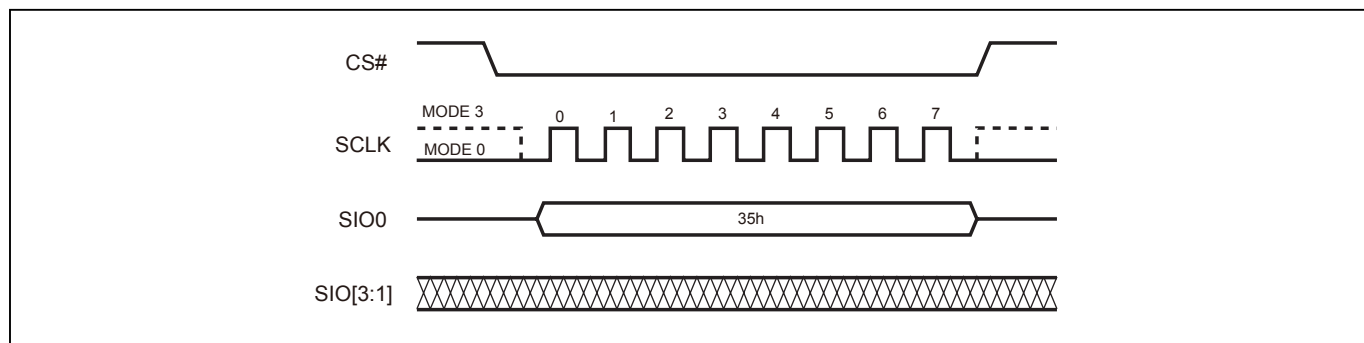 CS#
MODE 3
0 1 2 3 4 5 6 7
SCLK
MODE 0
SIO0
35h
SIO[3:1]